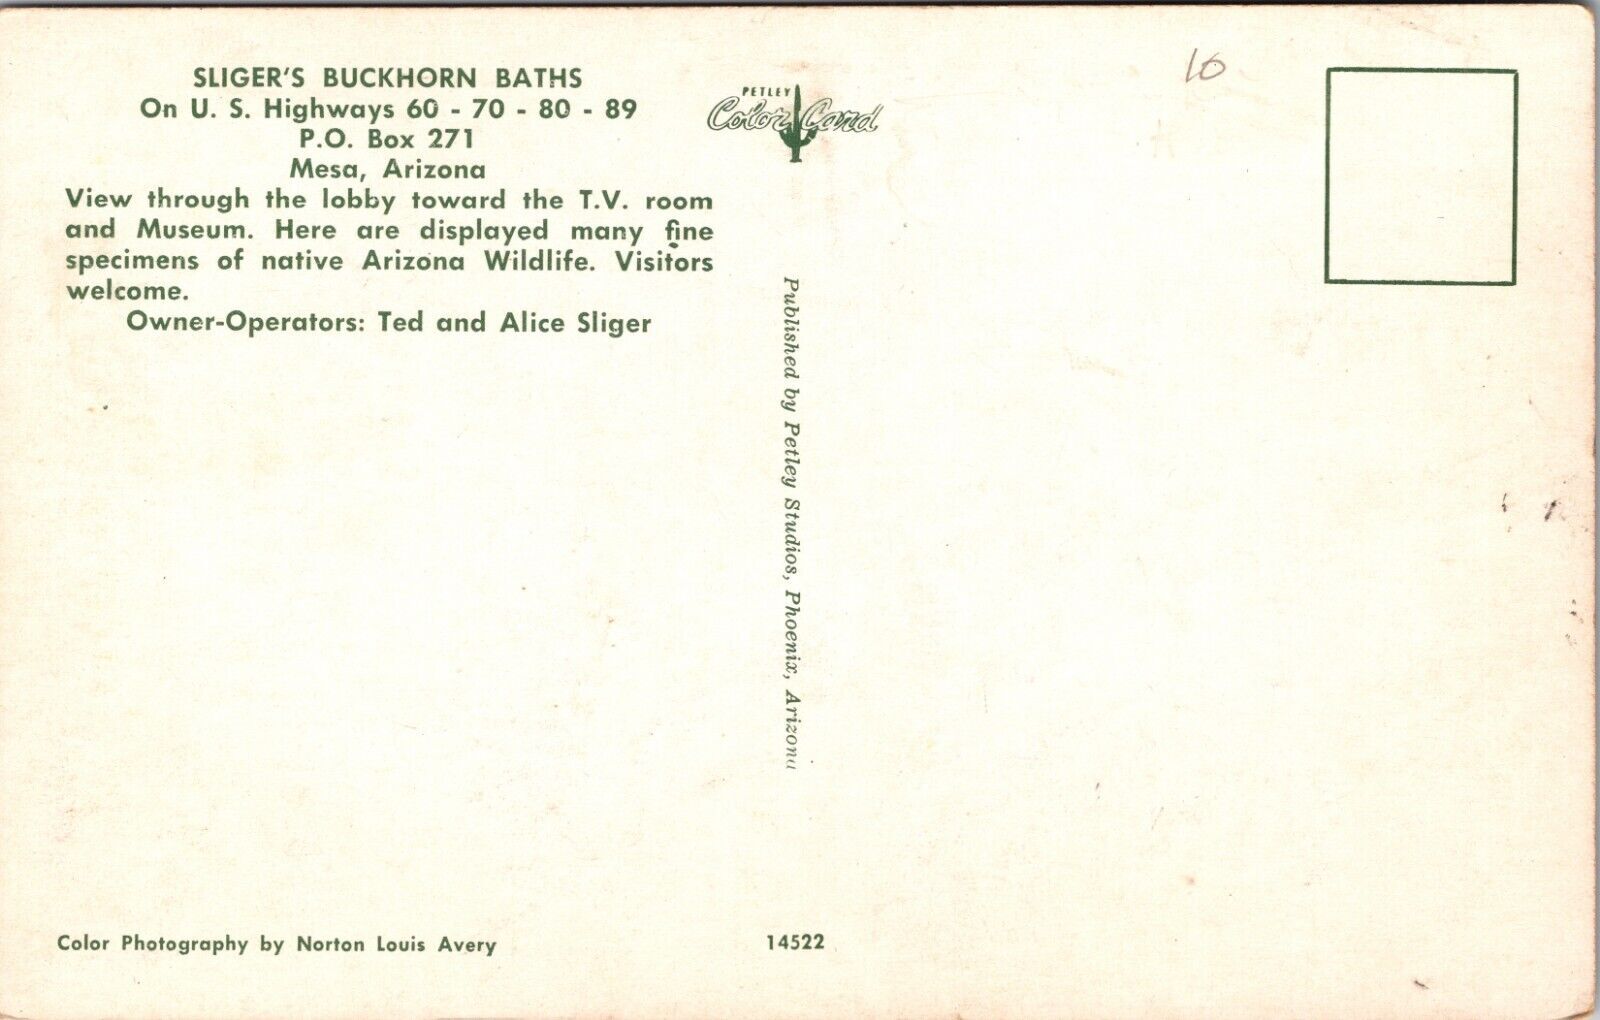 SLIGER'S BUCKHORN BATHS
On U. S. Highways 60 - 70 - 80 - 89
P.O. Box 271
Mesa, Arizona
View through the lobby toward the T.V. room
and Museum. Here are displayed many fine
specimens of native Arizona Wildlife. Visitors
welcome.
Owner-Operators: Ted and Alice Sliger
Color Photography by Norton Louis Avery
PETLEY
Color Card
Published by Petley Studios, Phoenix, Arizona
14522
10